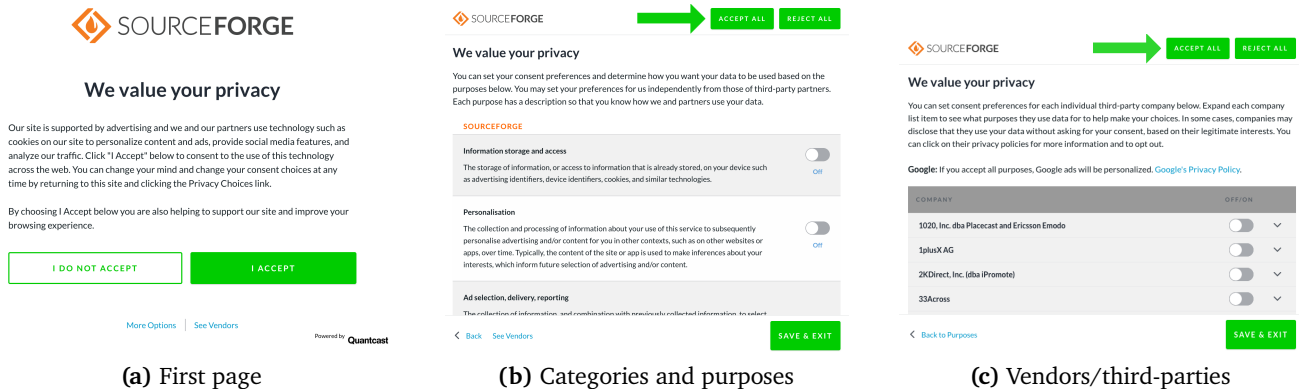 SOURCEFORGE
We value your privacy
Our site is supported by advertising and we and our partners use technology such as
cookies on our site to personalize content and ads, provide social media features, and
analyze our traffic. Click "I Accept" below to consent to the use of this technology
across the web. You can change your mind and change your consent choices at any
time by returning to this site and clicking the Privacy Choices link.
By choosing I Accept below you are also helping to support our site and improve your
browsing experience.
I DO NOT ACCEPT
I ACCEPT
More Options
See Vendors
Powered by Quantcast
(a) First page
SOURCEFORGE
ACCEPT ALL
REJECT ALL
We value your privacy
You can set your consent preferences and determine how you want your data to be used based on the
purposes below. You may set your preferences for us independently from those of third-party partners.
Each purpose has a description so that you know how we and partners use your data.
SOURCEFORGE
Information storage and access
The storage of information, or access to information that is already stored, on your device such
as advertising identifiers, device identifiers, cookies, and similar technologies.
Off
Personalisation
The collection and processing of information about your use of this service to subsequently
personalise advertising and/or content for you in other contexts, such as on other websites or
apps, over time. Typically, the content of the site or app is used to make inferences about your
interests, which inform future selection of advertising and/or content.
Off
Ad selection, delivery, reporting
The collection of information, and combination with previously collected information, to select
Back
See Vendors
SAVE & EXIT
(b) Categories and purposes
SOURCEFORGE
ACCEPT ALL
REJECT ALL
We value your privacy
You can set consent preferences for each individual third-party company below. Expand each company
list item to see what purposes they use data for to help make your choices. In some cases, companies may
disclose that they use your data without asking for your consent, based on their legitimate interests. You
can click on their privacy policies for more information and to opt out.
Google: If you accept all purposes, Google ads will be personalized. Google's Privacy Policy.
COMPANY
OFF/ON
1020, Inc. dba Placecast and Ericsson Emodo
1plusX AG
2KDirect, Inc. (dba iPromote)
33Across
Back to Purposes
SAVE & EXIT
(c) Vendors/third-parties